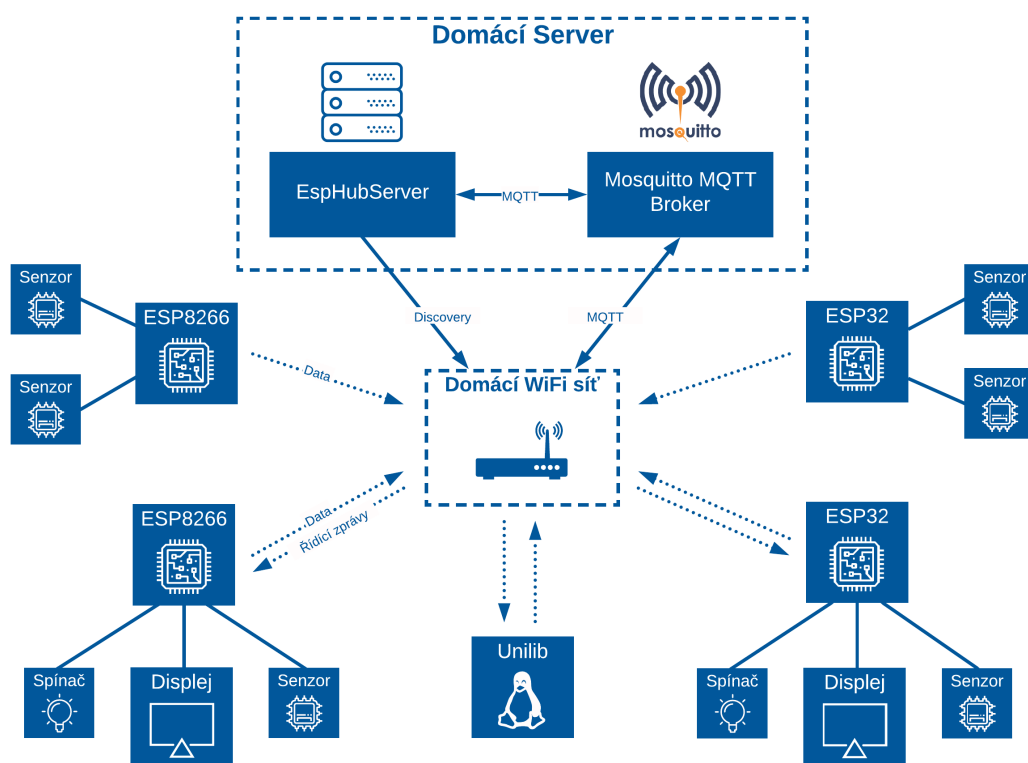 Domácí Server
mosquitto
EspHubServer
MQTT
Mosquitto MQTT
Broker
Senzor
ESP8266
Senzor
Discovery
MQTT
ESP32
Senzor
Senzor
Data
Domácí WiFi síť
ESP8266
Data
Řídící zprávy
ESP32
Unilib
Spínač
Displej
Senzor
Spínač
Displej
Senzor